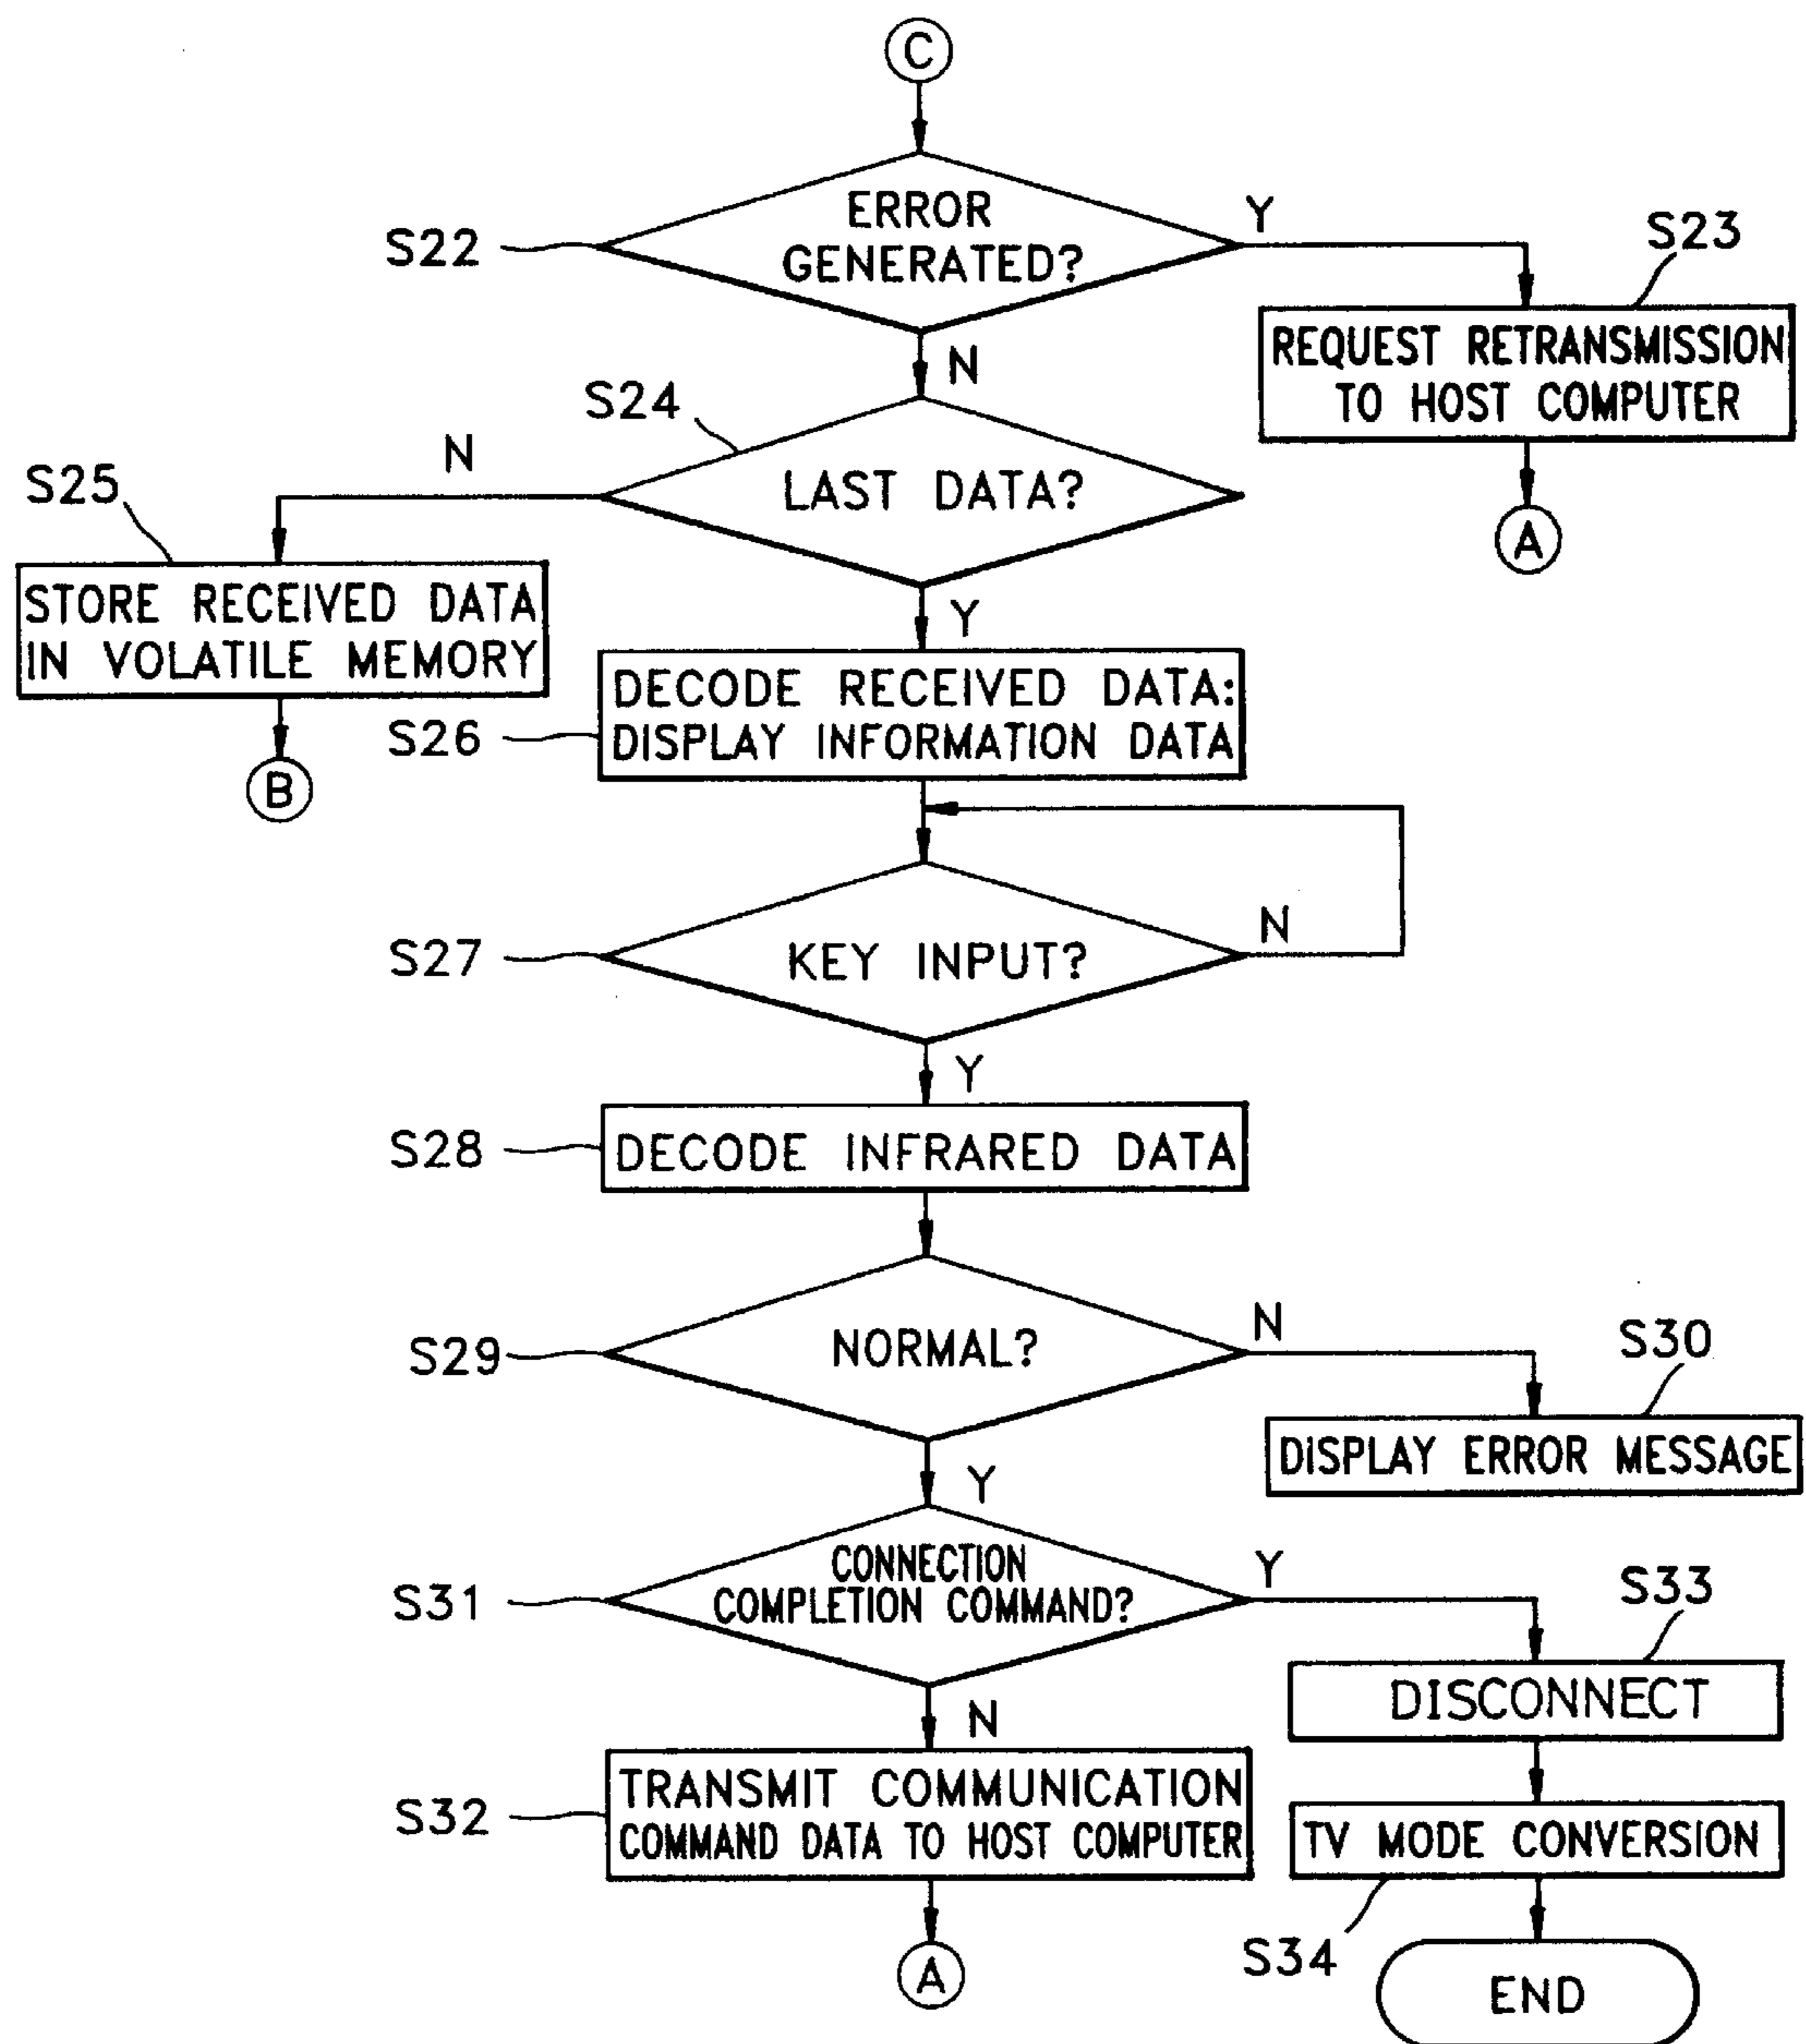 C
S22
ERROR
GENERATED?
Y
S23
REQUEST RETRANSMISSION
TO HOST COMPUTER
A
N
S24
LAST DATA?
N
S25
STORE RECEIVED DATA
IN VOLATILE MEMORY
B
Y
S26
DECODE RECEIVED DATA:
DISPLAY INFORMATION DATA
S27
KEY INPUT?
N
Y
S28
DECODE INFRARED DATA
S29
NORMAL?
N
S30
DISPLAY ERROR MESSAGE
Y
S31
CONNECTION
COMPLETION COMMAND?
Y
S33
DISCONNECT
N
S32
TRANSMIT COMMUNICATION
COMMAND DATA TO HOST COMPUTER
A
TV MODE CONVERSION
S34
END